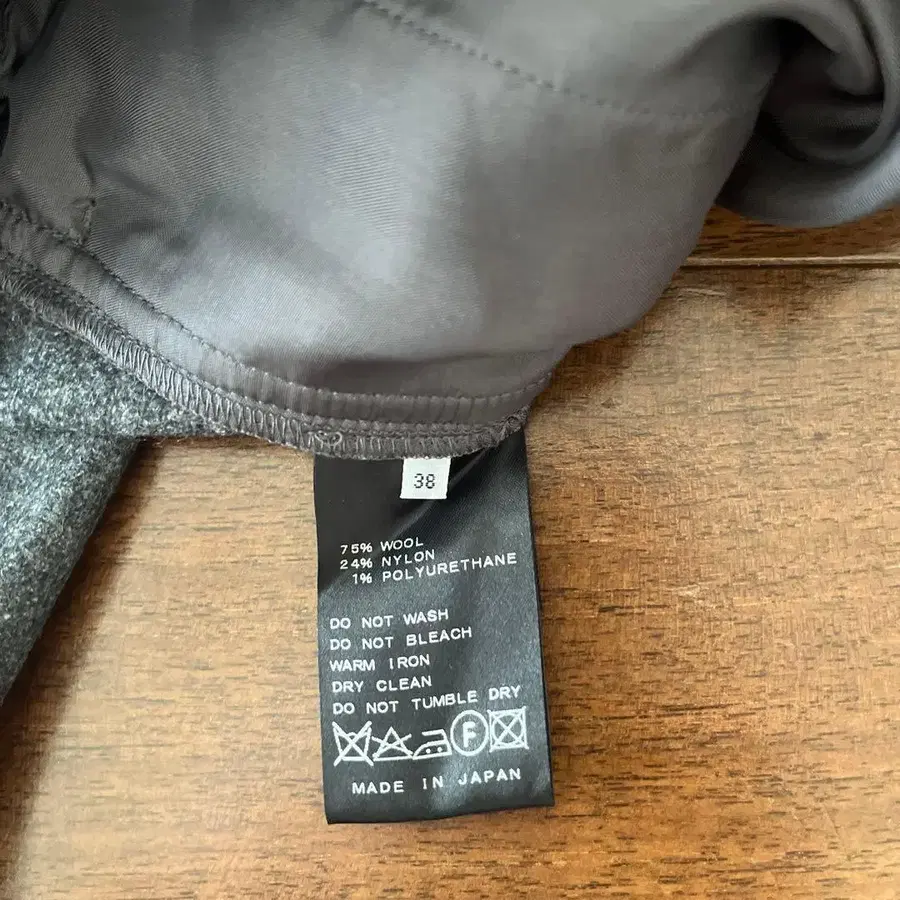 38
75% WOOL
24% NYLON
1% POLYURETHANE
DO NOT WASH
DO NOT BLEACH
WARM IRON
DRY CLEAN
DO NOT TUMBLE DRY
F
MADE IN JAPAN